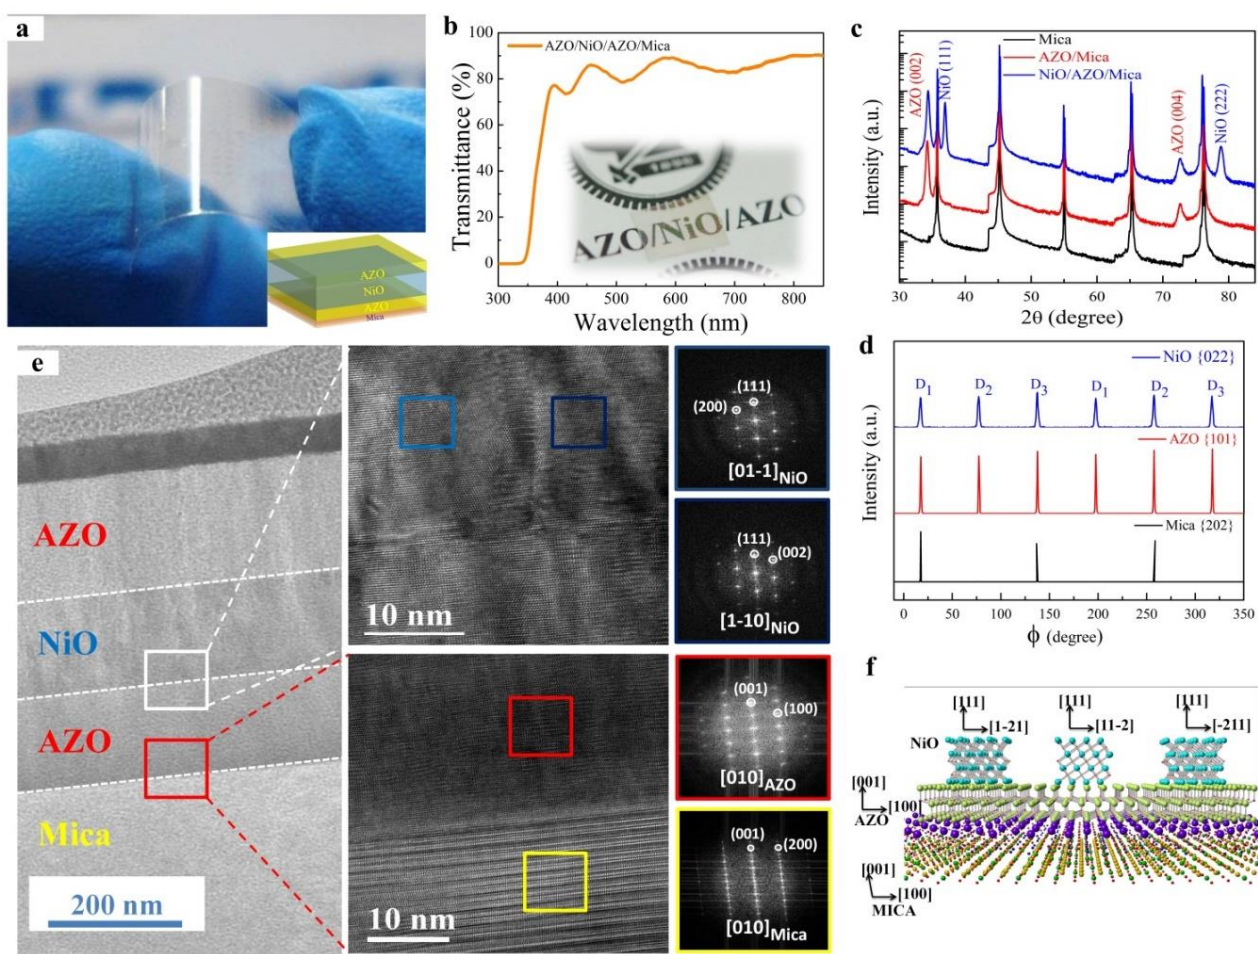 a
AZO
NiO
AZO
Mica
b
AZO/NiO/AZO/Mica
Transmittance (%)
100
80
60
40
20
0
1896
AZO/NiO/AZO
300 400 500 600 700 800
Wavelength (nm)
c
Mica
AZO/Mica
NiO/AZO/Mica
AZO (002)
NiO (111)
AZO (004)
NiO (222)
Intensity (a.u.)
30 40 50 60 70 80
2θ (degree)
d
NiO {022}
D1 D2 D3 D1 D2 D3
AZO {101}
Mica {202}
Intensity (a.u.)
0 50 100 150 200 250 300 350
ϕ (degree)
e
AZO
NiO
AZO
Mica
200 nm
10 nm
10 nm
(111)
(200)
[01-1]NiO
(111)
(002)
[1-10]NiO
(001)
(100)
[010]AZO
(001)
(200)
[010]Mica
f
[111] [111] [111]
[1-21] [11-2] [-211]
NiO
[001]
[100]
AZO
[001]
[100]
MICA